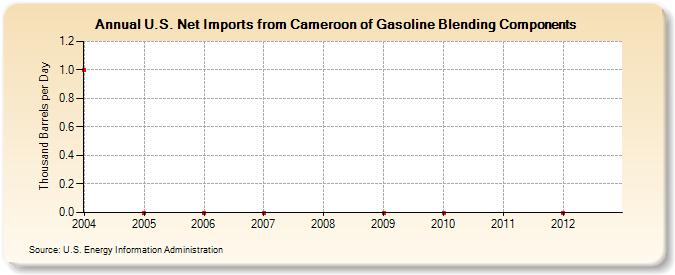 Annual U.S. Net Imports from Cameroon of Gasoline Blending Components
Thousand Barrels per Day
1.2
1.0
0.8
0.6
0.4
0.2
0.0
2004 2005 2006 2007 2008 2009 2010 2011 2012
Source: U.S. Energy Information Administration